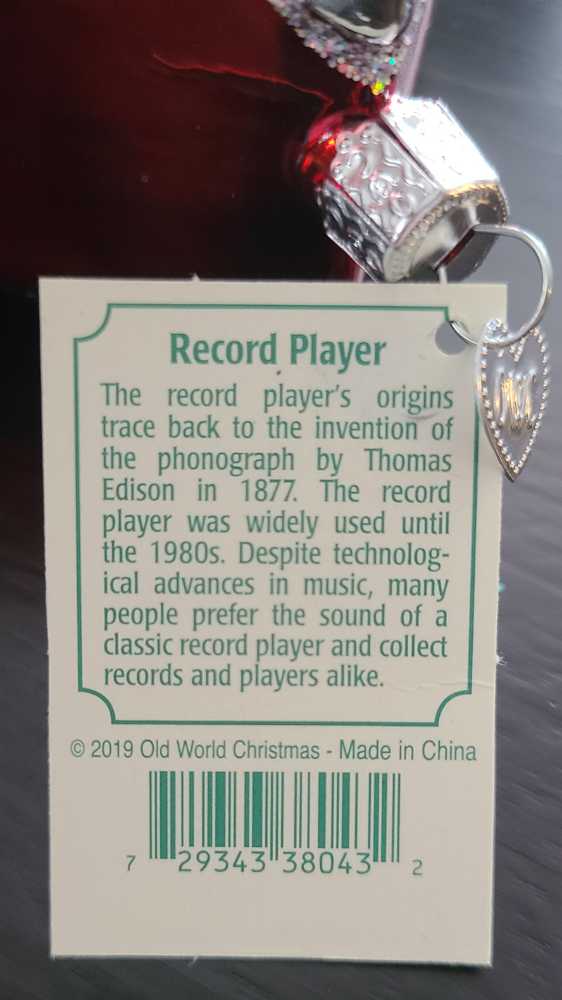 Record Player
The record player's origins
trace back to the invention of
the phonograph by Thomas
Edison in 1877. The record
player was widely used until
the 1980s. Despite technolog-
ical advances in music, many
people prefer the sound of a
classic record player and collect
records and players alike.
© 2019 Old World Christmas - Made in China
7 29343 38043 2